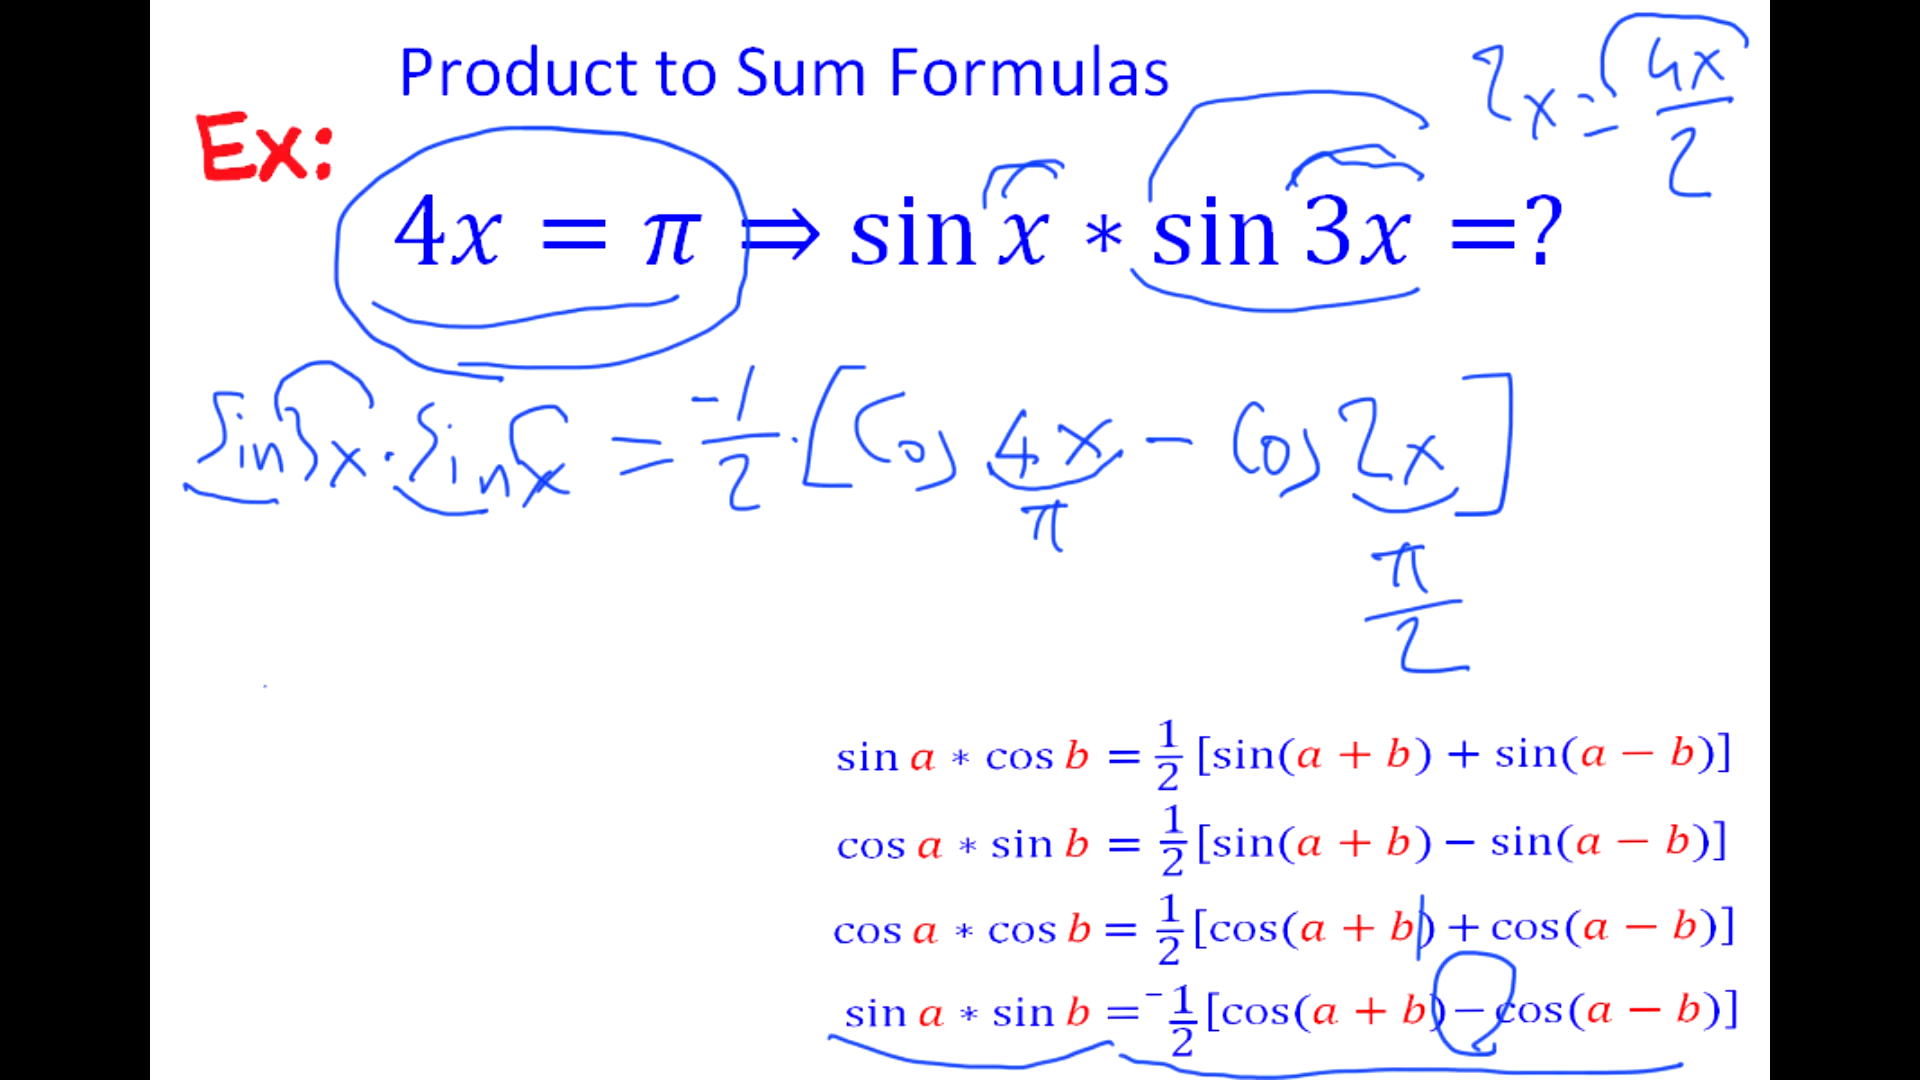 Product to Sum Formulas
2x = 4x/2
Ex:
4x = π ⇒ sin x * sin 3x =?
Sin3x · Sinx = -1/2 · [Cos 4x - Cos 2x]
π
π/2
sin a * cos b = 1/2 [sin(a + b) + sin(a − b)]
cos a * sin b = 1/2 [sin(a + b) − sin(a − b)]
cos a * cos b = 1/2 [cos(a + b) + cos(a − b)]
sin a * sin b = -1/2 [cos(a + b) − cos(a − b)]